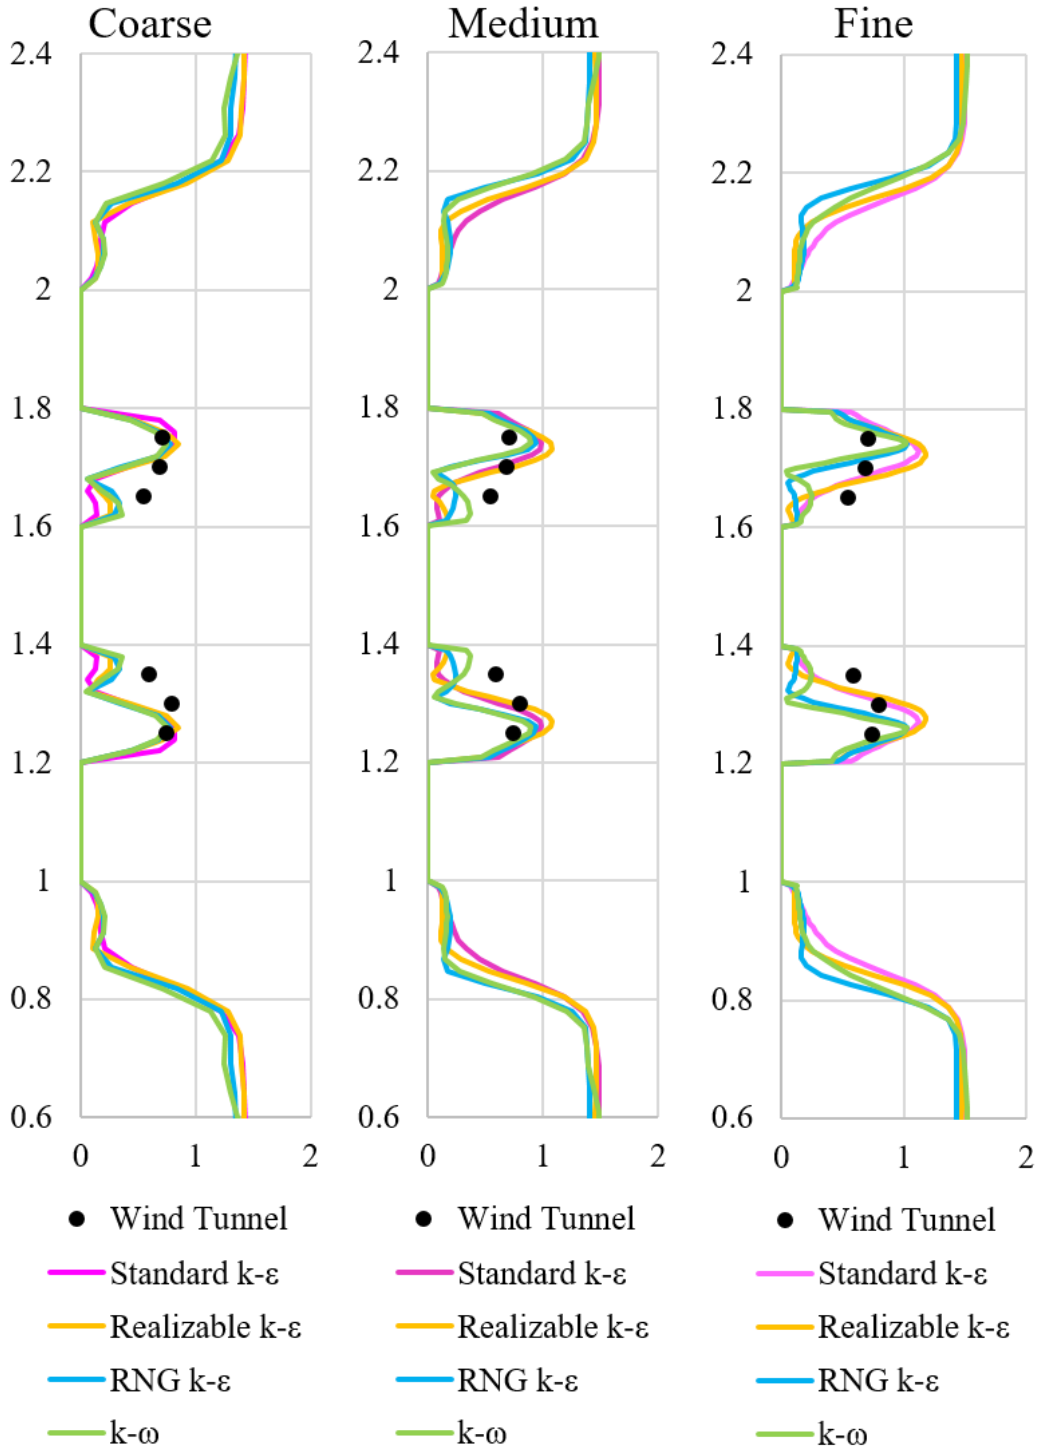 Coarse Medium Fine
2.4 2.4 2.4
2.2 2.2 2.2
2 2 2
1.8 1.8 1.8
1.6 1.6 1.6
1.4 1.4 1.4
1.2 1.2 1.2
1 1 1
0.8 0.8 0.8
0.6 0.6 0.6
0 1 2 0 1 2 0 1 2
Wind Tunnel Wind Tunnel Wind Tunnel
Standard k-ε Standard k-ε Standard k-ε
Realizable k-ε Realizable k-ε Realizable k-ε
RNG k-ε RNG k-ε RNG k-ε
k-ω k-ω k-ω